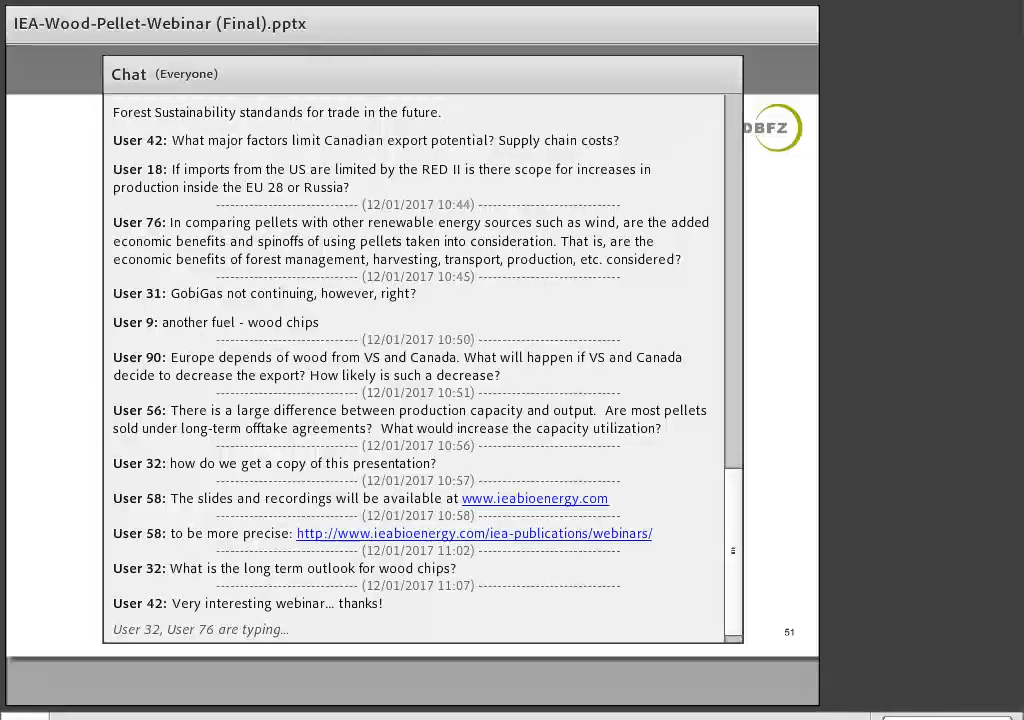 IEA-Wood-Pellet-Webinar (Final).pptx
Chat (Everyone)
Forest Sustainability standards for trade in the future.
DBFZ
User 42: What major factors limit Canadian export potential? Supply chain costs?
User 18: If imports from the US are limited by the RED II is there scope for increases in
production inside the EU 28 or Russia?
---------------------------- (12/01/2017 10:44) ----------------------------
User 76: In comparing pellets with other renewable energy sources such as wind, are the added
economic benefits and spinoffs of using pellets taken into consideration. That is, are the
economic benefits of forest management, harvesting, transport, production, etc. considered?
---------------------------- (12/01/2017 10:45) ----------------------------
User 31: GobiGas not continuing, however, right?
User 9: another fuel - wood chips
---------------------------- (12/01/2017 10:50) ----------------------------
User 90: Europe depends of wood from VS and Canada. What will happen if VS and Canada
decide to decrease the export? How likely is such a decrease?
---------------------------- (12/01/2017 10:51) ----------------------------
User 56: There is a large difference between production capacity and output.  Are most pellets
sold under long-term offtake agreements?  What would increase the capacity utilization?
---------------------------- (12/01/2017 10:56) ----------------------------
User 32: how do we get a copy of this presentation?
---------------------------- (12/01/2017 10:57) ----------------------------
User 58: The slides and recordings will be available at www.ieabioenergy.com
---------------------------- (12/01/2017 10:58) ----------------------------
User 58: to be more precise: http://www.ieabioenergy.com/iea-publications/webinars/
---------------------------- (12/01/2017 11:02) ----------------------------
User 32: What is the long term outlook for wood chips?
---------------------------- (12/01/2017 11:07) ----------------------------
User 42: Very interesting webinar... thanks!
User 32, User 76 are typing...
51